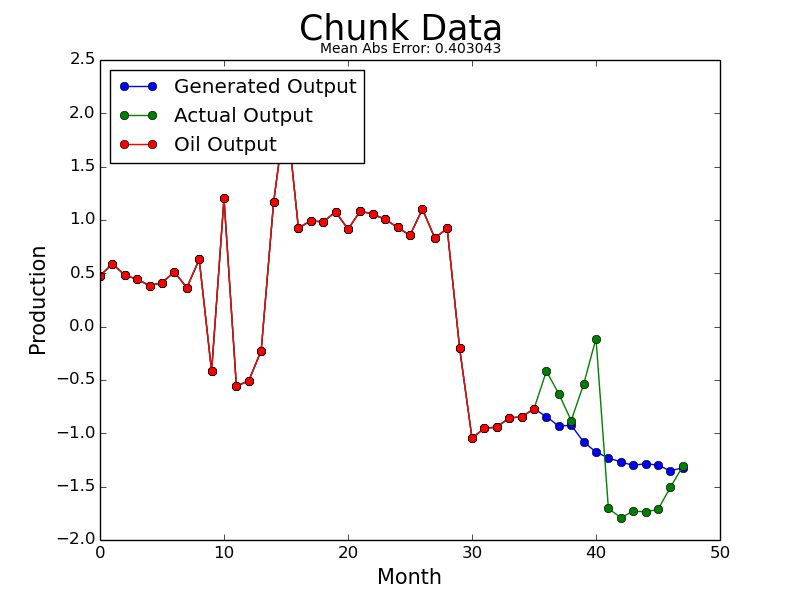 Chunk Data
Mean Abs Error: 0.403043
2.5
2.0
1.5
1.0
0.5
0.0
−0.5
−1.0
−1.5
−2.0
Production
Generated Output
Actual Output
Oil Output
0 10 20 30 40 50
Month